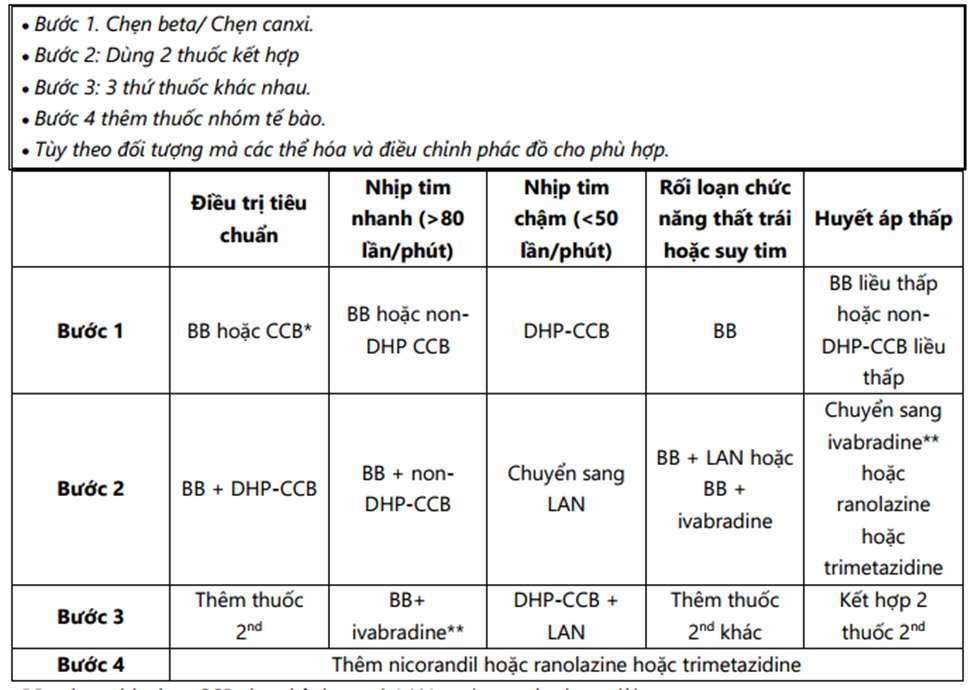 • Bước 1. Chẹn beta/ Chẹn canxi.
• Bước 2: Dùng 2 thuốc kết hợp
• Bước 3: 3 thứ thuốc khác nhau.
• Bước 4 thêm thuốc nhóm tế bào.
• Tùy theo đối tượng mà các thể hóa và điều chỉnh phác đồ cho phù hợp.
Điều trị tiêu
chuẩn
Nhịp tim
nhanh (>80
lần/phút)
Nhịp tim
chậm (<50
lần/phút)
Rối loạn chức
năng thất trái
hoặc suy tim
Huyết áp thấp
Bước 1
BB hoặc CCB*
BB hoặc non-
DHP CCB
DHP-CCB
BB
BB liều thấp
hoặc non-
DHP-CCB liều
thấp
Bước 2
BB + DHP-CCB
BB + non-
DHP-CCB
Chuyển sang
LAN
BB + LAN hoặc
BB +
ivabradine
Chuyển sang
ivabradine**
hoặc
ranolazine
hoặc
trimetazidine
Bước 3
Thêm thuốc
2nd
BB+
ivabradine**
DHP-CCB +
LAN
Thêm thuốc
2nd khác
Kết hợp 2
thuốc 2nd
Bước 4
Thêm nicorandil hoặc ranolazine hoặc trimetazidine